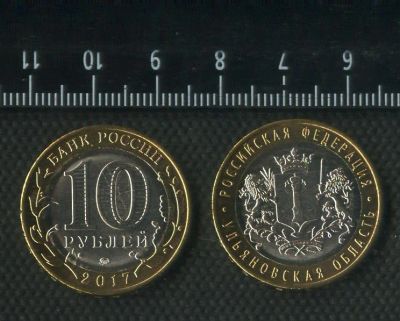 11 10 9 8 7 6
БАНК РОССИИ
10
РУБЛЕЙ
2017
РОССИЙСКАЯ ФЕДЕРАЦИЯ
УЛЬЯНОВСКАЯ ОБЛАСТЬ